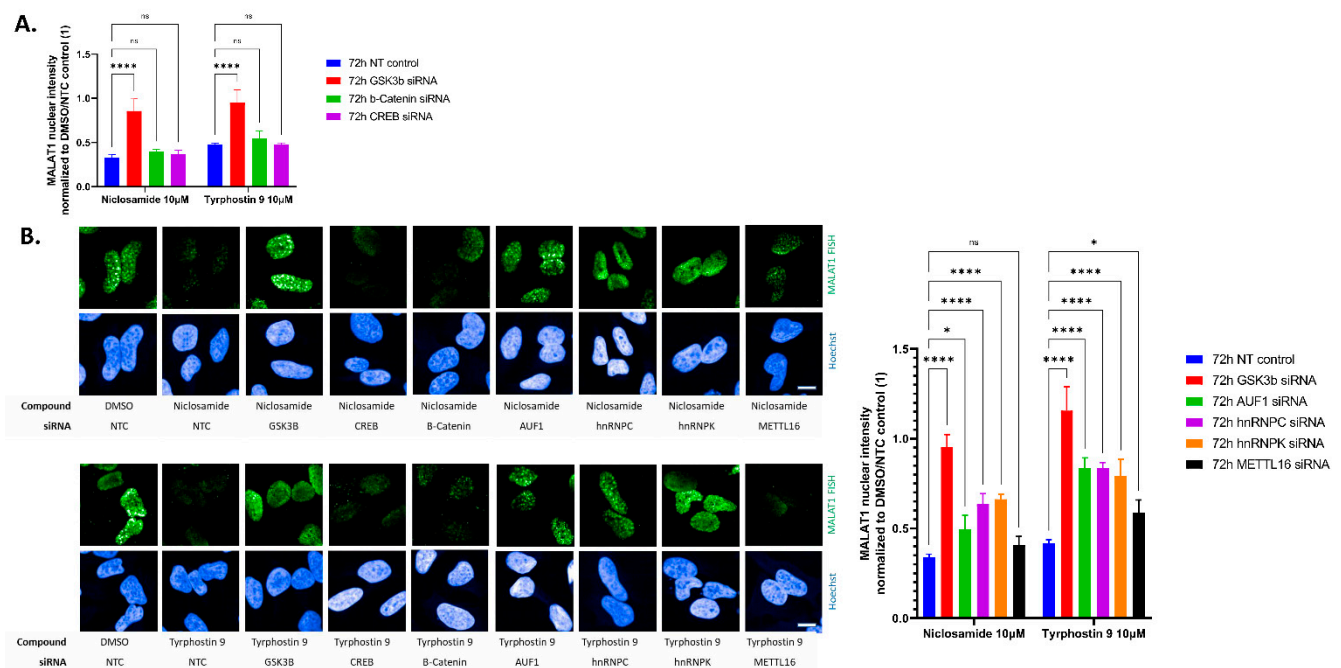 A.
ns
ns
ns
ns
**** ****
MALAT1 nuclear intensity
normalized to DMSO/NTC control (1)
1.5
1.0
0.5
0.0
Niclosamide 10µM Tyrphostin 9 10µM
72h NT control
72h GSK3b siRNA
72h b-Catenin siRNA
72h CREB siRNA
B.
MALAT1 FISH
Hoechst
Compound DMSO Niclosamide Niclosamide Niclosamide Niclosamide Niclosamide Niclosamide Niclosamide Niclosamide
siRNA NTC NTC GSK3B CREB B-Catenin AUF1 hnRNPC hnRNPK METTL16
MALAT1 FISH
Hoechst
Compound DMSO Tyrphostin 9 Tyrphostin 9 Tyrphostin 9 Tyrphostin 9 Tyrphostin 9 Tyrphostin 9 Tyrphostin 9 Tyrphostin 9
siRNA NTC NTC GSK3B CREB B-Catenin AUF1 hnRNPC hnRNPK METTL16
ns *
**** ****
**** ****
* ****
**** ****
MALAT1 nuclear intensity
normalized to DMSO/NTC control (1)
1.5
1.0
0.5
0.0
Niclosamide 10µM Tyrphostin 9 10µM
72h NT control
72h GSK3b siRNA
72h AUF1 siRNA
72h hnRNPC siRNA
72h hnRNPK siRNA
72h METTL16 siRNA